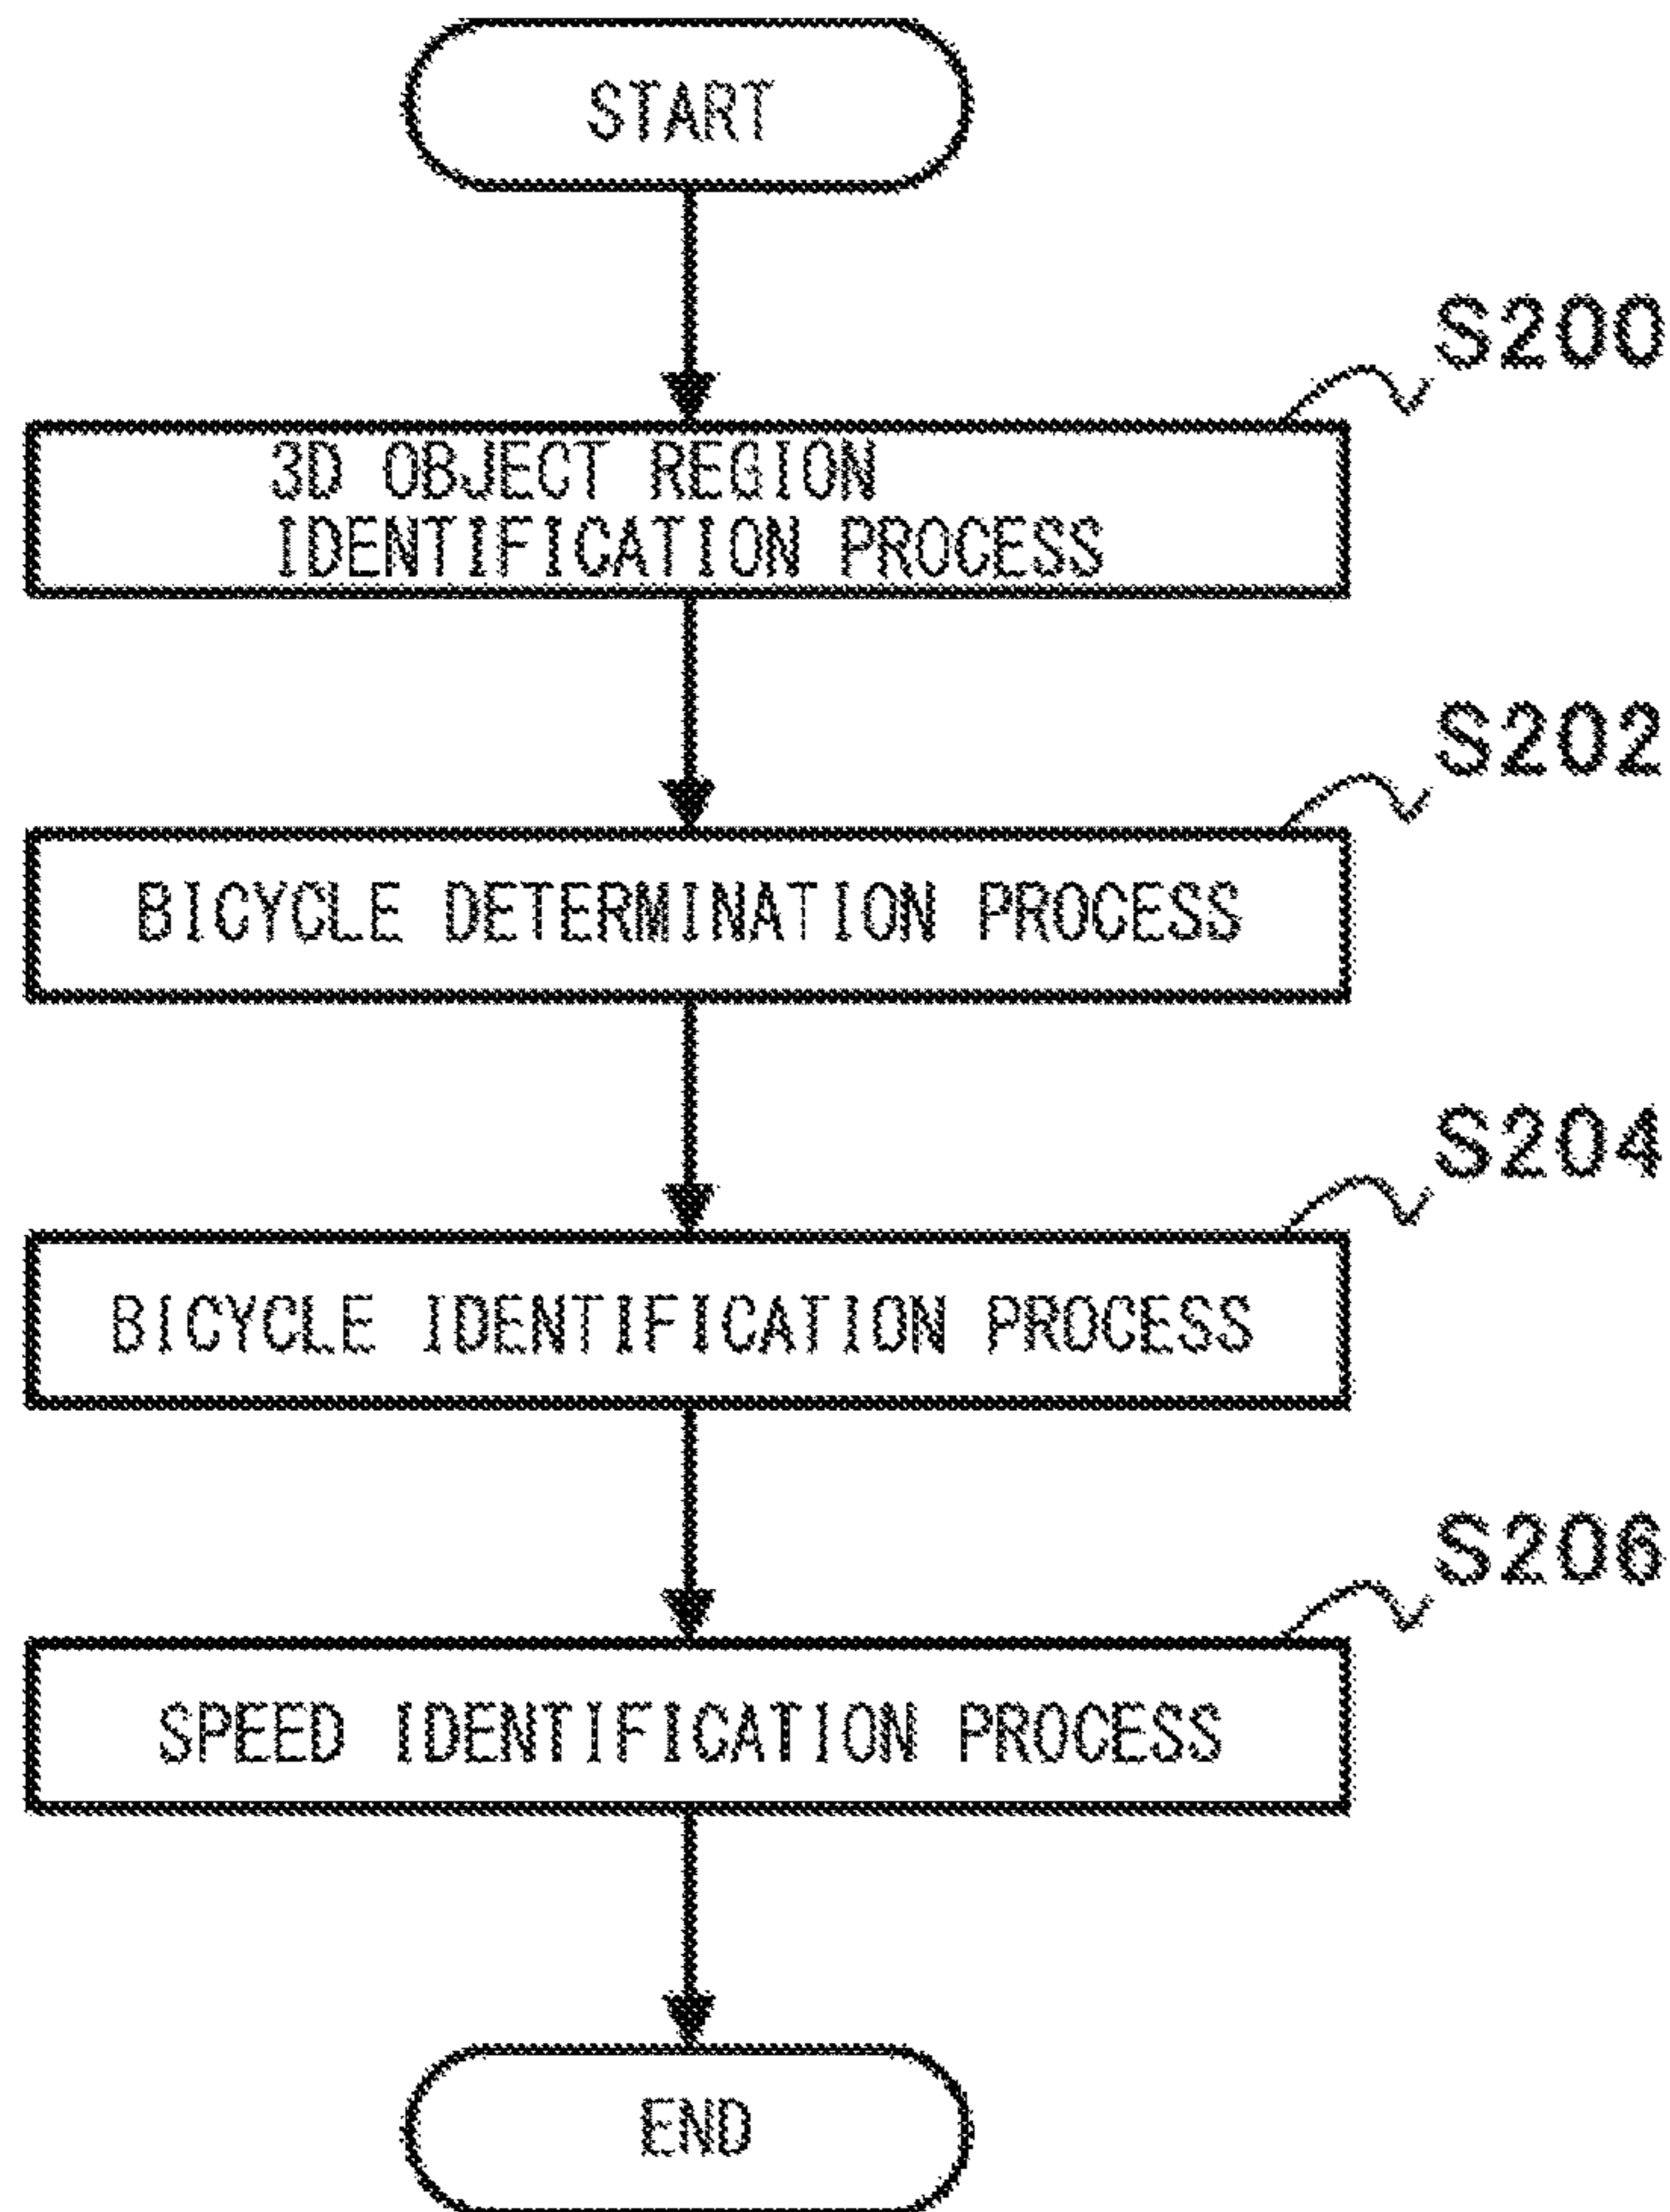 START
S200
3D OBJECT REGION
IDENTIFICATION PROCESS
S202
BICYCLE DETERMINATION PROCESS
S204
BICYCLE IDENTIFICATION PROCESS
S206
SPEED IDENTIFICATION PROCESS
END